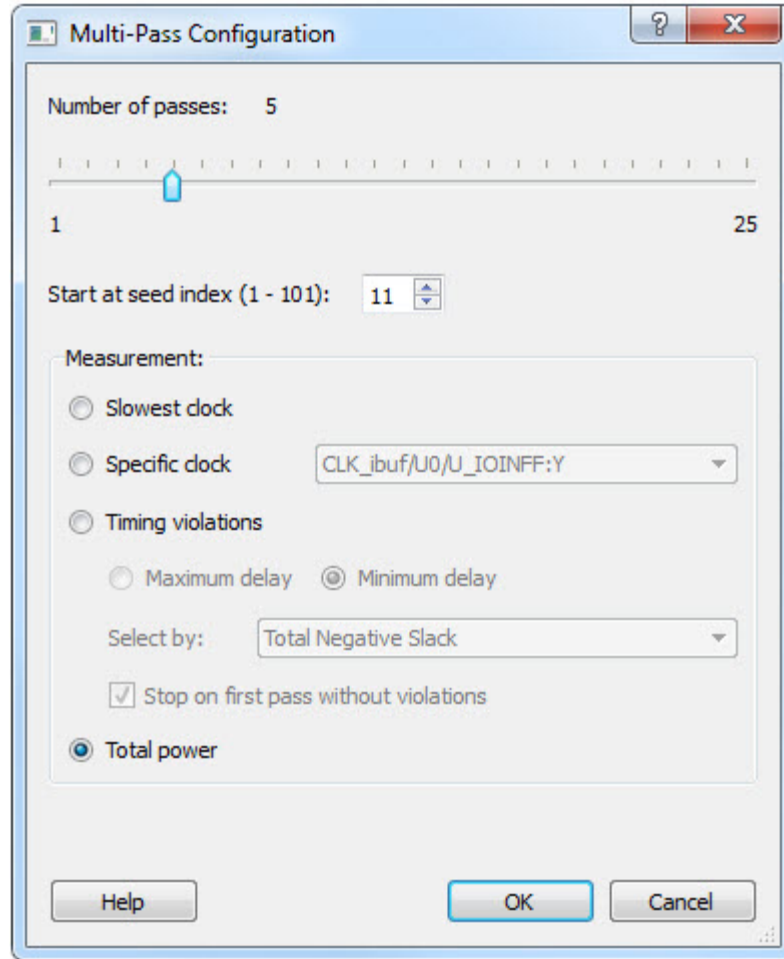 Multi-Pass Configuration ?
Number of passes: 5
1 25
Start at seed index (1 - 101): 11
Measurement:
Slowest clock
Specific clock CLK_ibuf/U0/U_IOINFF:Y
Timing violations
Maximum delay Minimum delay
Select by: Total Negative Slack
Stop on first pass without violations
Total power
Help OK Cancel